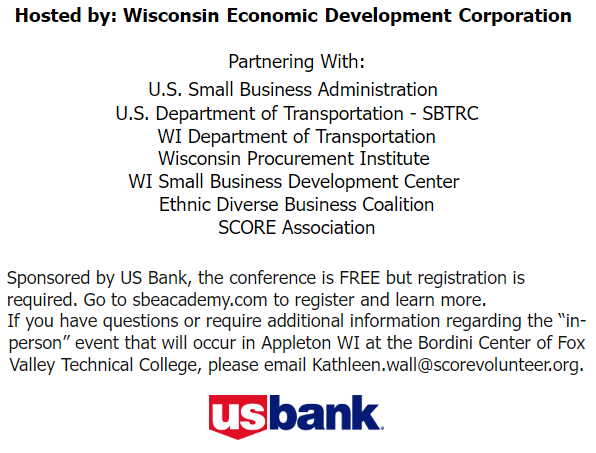 Hosted by: Wisconsin Economic Development Corporation
Partnering With:
U.S. Small Business Administration
U.S. Department of Transportation - SBTRC
WI Department of Transportation
Wisconsin Procurement Institute
WI Small Business Development Center
Ethnic Diverse Business Coalition
SCORE Association
Sponsored by US Bank, the conference is FREE but registration is
required. Go to sbeacademy.com to register and learn more.
If you have questions or require additional information regarding the “in-
person” event that will occur in Appleton WI at the Bordini Center of Fox
Valley Technical College, please email Kathleen.wall@scorevolunteer.org.
usbank.